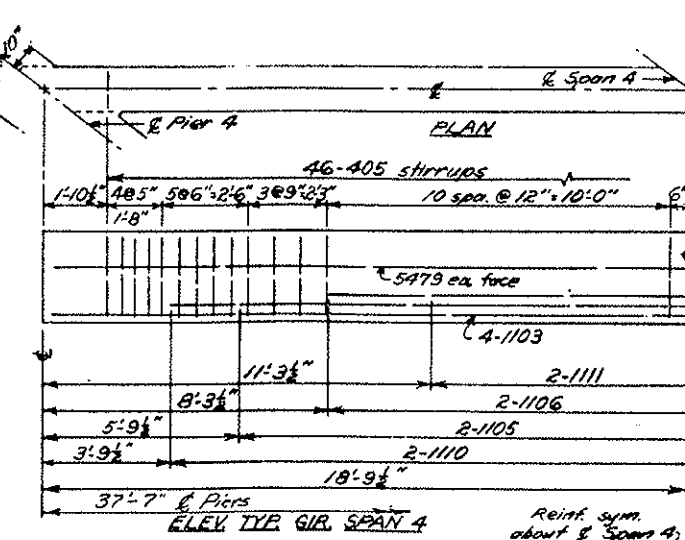 10"
℄ Span 4
℄
℄ Pier 4
PLAN
46-405 stirrups
1'-10½" 4@5" 5@6"=2'-6" 3@9"=2'3" 10 spa. @ 12"=10'-0" 6"
1'-8"
5479 ea. face
4-1103
℄
11'-3½" 2-1111
8'-3½" 2-1106
5'-9½" 2-1105
3'-9½" 2-1110
18'-9½"
37'-7" ℄ Piers
ELEV. TYP. GIR. SPAN 4
Reinf. sym.
about ℄ Span 4,